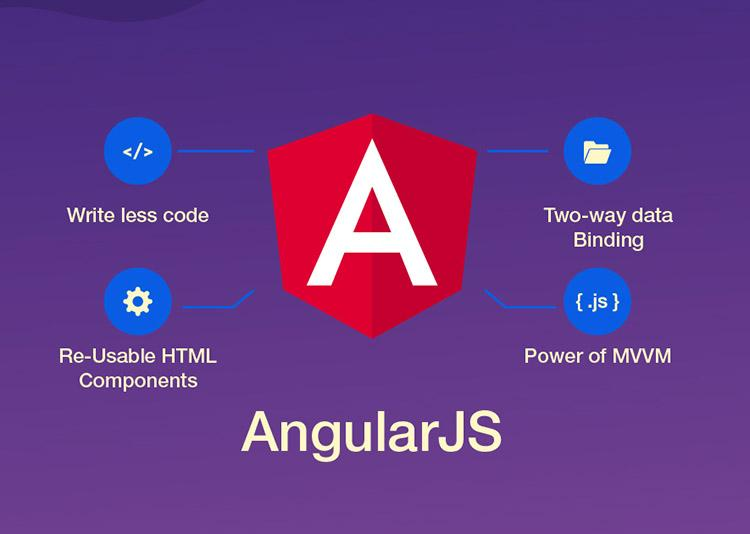 </>
Write less code
Re-Usable HTML
Components
A
Two-way data
Binding
{ .js }
Power of MVVM
AngularJS